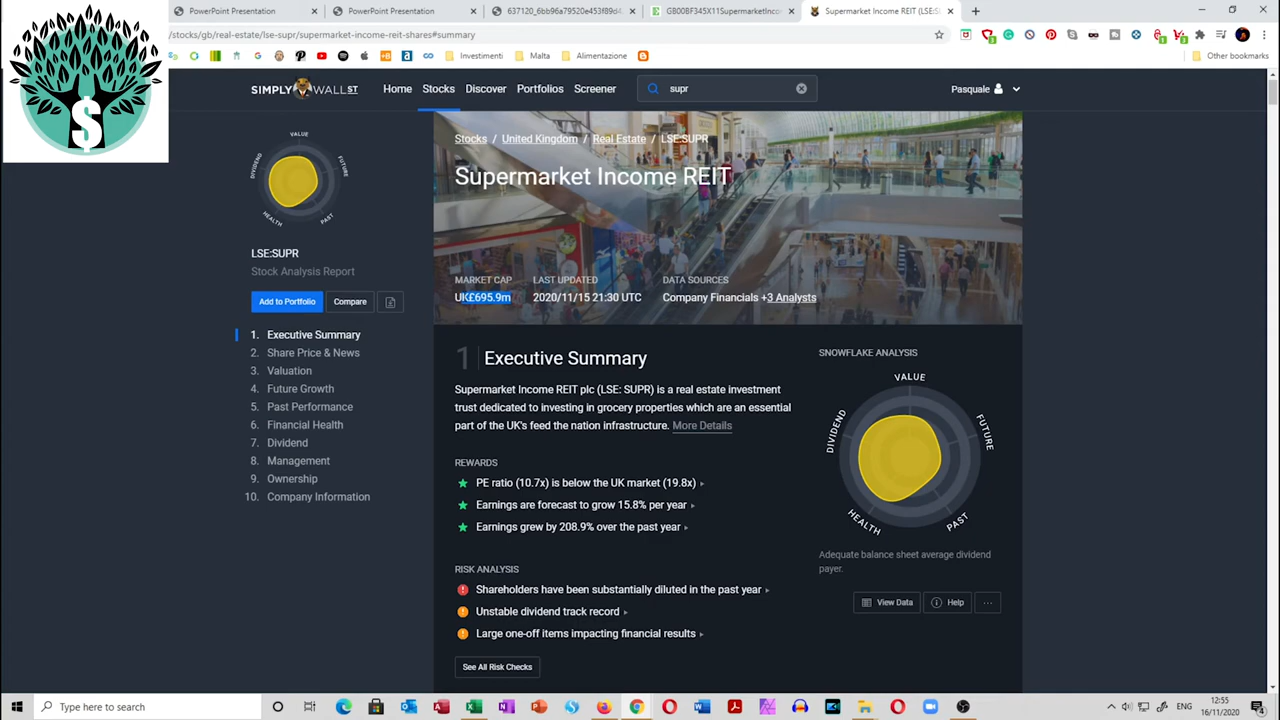 PowerPoint Presentation
PowerPoint Presentation
637120_6bb96a79520e453f89d4
G800BF345X11SupermarketInco
Supermarket Income REIT (LSE:SU
/stocks/gb/real-estate/lse-supr/supermarket-income-reit-shares#summary
Investimenti
Malta
Alimentazione
Other bookmarks
$
SIMPLY WALL ST
Home
Stocks
Discover
Portfolios
Screener
supr
Pasquale
VALUE
FUTURE
PAST
HEALTH
DIVIDEND
LSE:SUPR
Stock Analysis Report
Add to Portfolio
Compare
1. Executive Summary
2. Share Price & News
3. Valuation
4. Future Growth
5. Past Performance
6. Financial Health
7. Dividend
8. Management
9. Ownership
10. Company Information
Stocks / United Kingdom / Real Estate / LSE:SUPR
Supermarket Income REIT
MARKET CAP
UK£695.9m
LAST UPDATED
2020/11/15 21:30 UTC
DATA SOURCES
Company Financials +3 Analysts
1 Executive Summary
Supermarket Income REIT plc (LSE: SUPR) is a real estate investment
trust dedicated to investing in grocery properties which are an essential
part of the UK's feed the nation infrastructure. More Details
REWARDS
PE ratio (10.7x) is below the UK market (19.8x)
Earnings are forecast to grow 15.8% per year
Earnings grew by 208.9% over the past year
RISK ANALYSIS
Shareholders have been substantially diluted in the past year
Unstable dividend track record
Large one-off items impacting financial results
See All Risk Checks
SNOWFLAKE ANALYSIS
VALUE
FUTURE
PAST
HEALTH
DIVIDEND
Adequate balance sheet average dividend
payer.
View Data
Help
...
Type here to search
12:55
16/11/2020